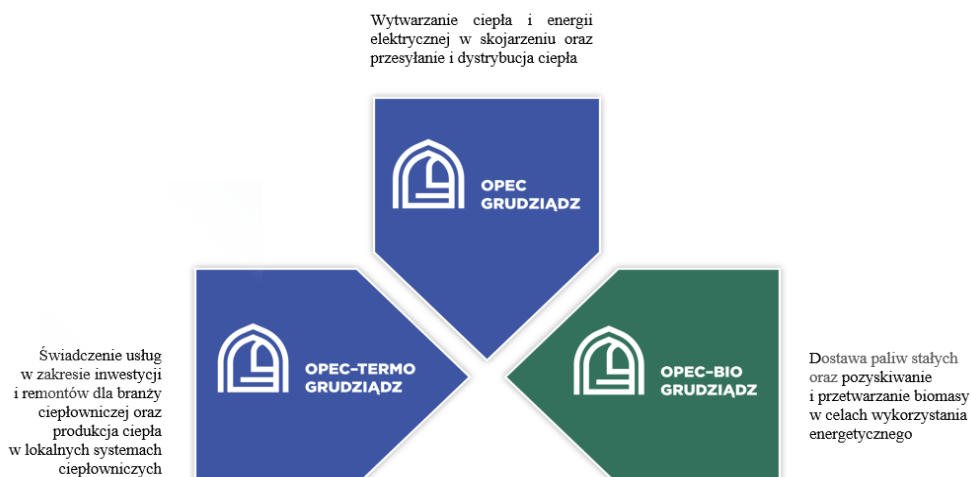 Wytwarzanie ciepła i energii
elektrycznej w skojarzeniu oraz
przesyłanie i dystrybucja ciepła
OPEC
GRUDZIĄDZ
OPEC-TERMO
GRUDZIĄDZ
OPEC-BIO
GRUDZIĄDZ
Świadczenie usług
w zakresie inwestycji
i remontów dla branży
ciepłowniczej oraz
produkcja ciepła
w lokalnych systemach
ciepłowniczych
Dostawa paliw stałych
oraz pozyskiwanie
i przetwarzanie biomasy
w celach wykorzystania
energetycznego